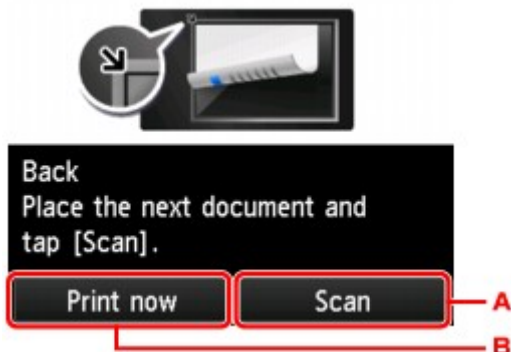 Back
Place the next document and
tap [Scan].
Print now Scan A
B